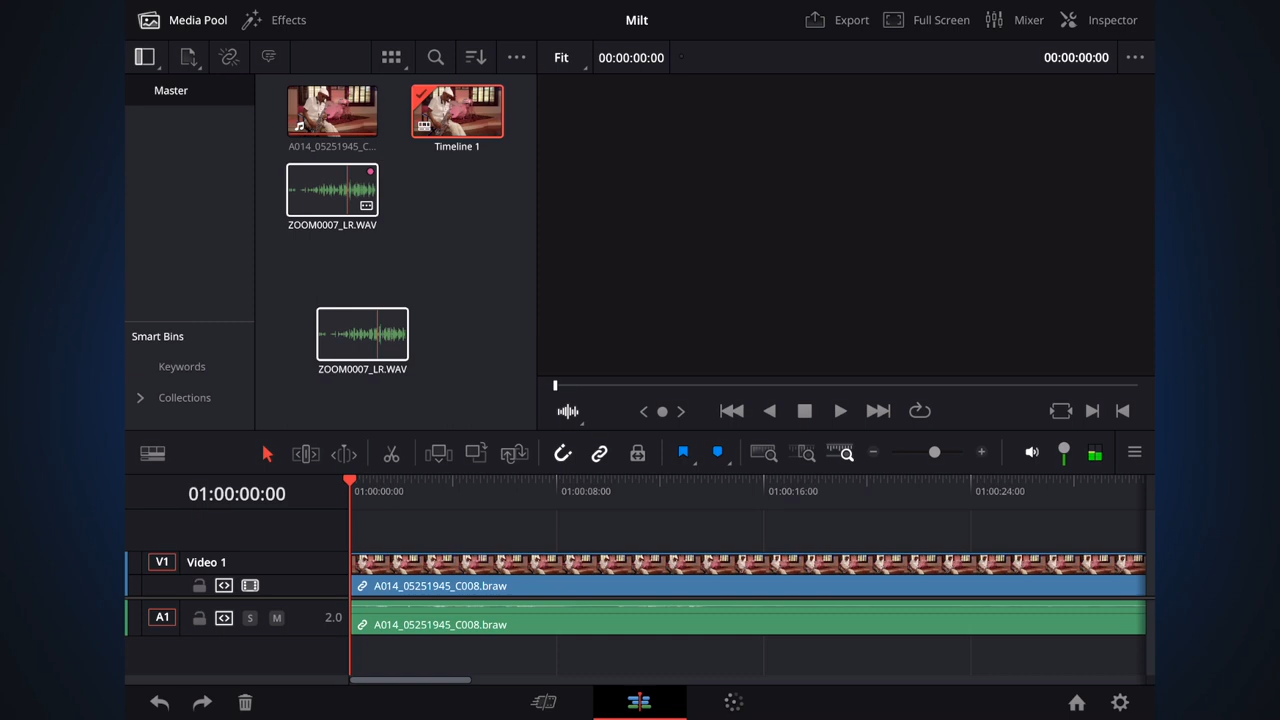 Media Pool
Effects
Milt
Export
Full Screen
Mixer
Inspector
Fit
00:00:00:00
00:00:00:00
Master
A014_05251945_C...
Timeline 1
ZOOM0007_LR.WAV
ZOOM0007_LR.WAV
Smart Bins
Keywords
Collections
01:00:00:00
01:00:00:00
01:00:08:00
01:00:16:00
01:00:24:00
V1
Video 1
A014_05251945_C008.braw
A1
S
M
2.0
A014_05251945_C008.braw